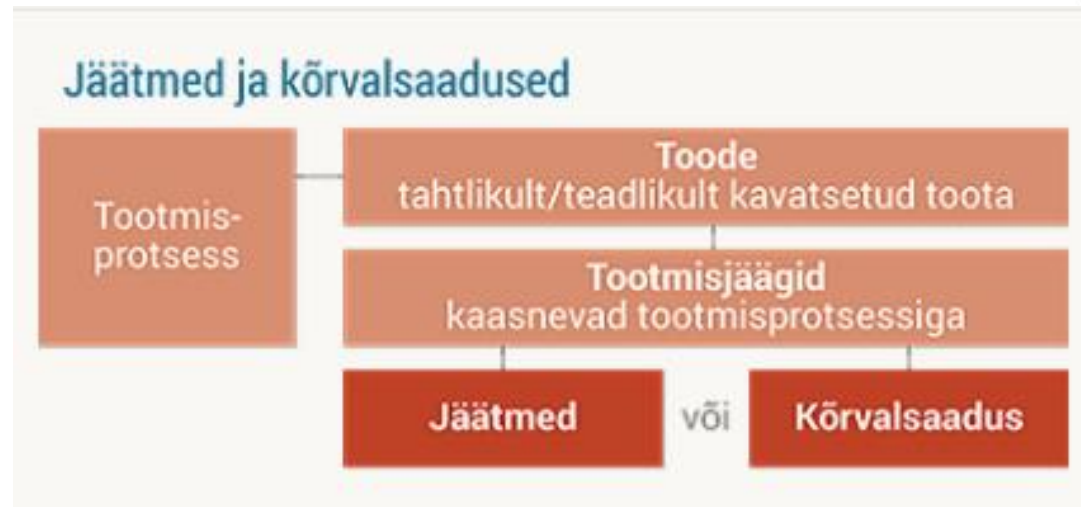 Jäätmed ja kõrvalsaadused
Tootmis-
protsess
Toode
tahtlikult/teadlikult kavatsetud toota
Tootmisjäägid
kaasnevad tootmisprotsessiga
Jäätmed
või
Kõrvalsaadus